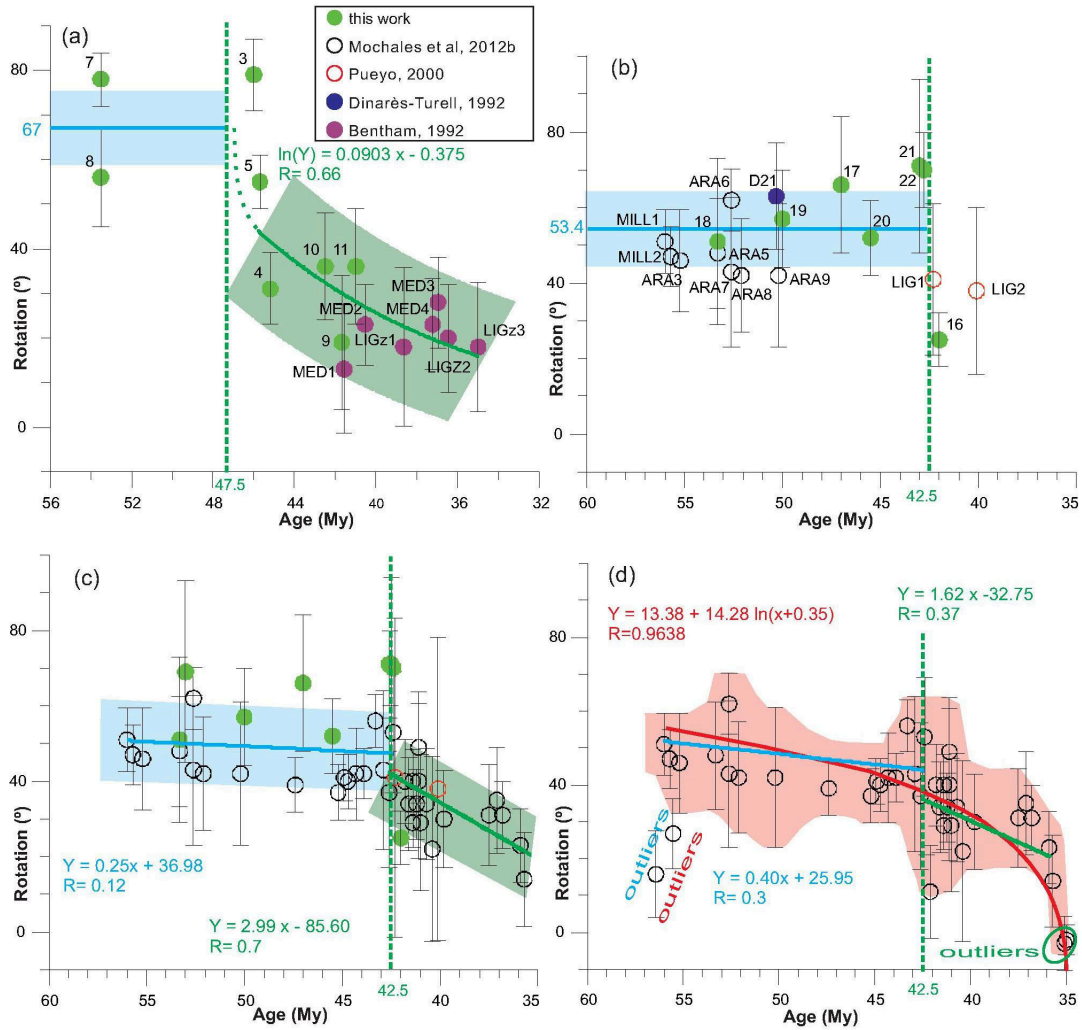 (a)
this work
Mochales et al, 2012b
Pueyo, 2000
Dinarès-Turell, 1992
Bentham, 1992
80
40
0
67
7
8
3
5
4
10
11
9
MED1
MED2
LIGz1
MED3
MED4
LIGZ2
LIGz3
ln(Y) = 0.0903 x - 0.375
R= 0.66
Rotation (º)
56 52 48 44 40 36 32
47.5
Age (My)
(b)
80
40
0
53.4
MILL1
MILL2
ARA3
ARA6
D21
18
19
ARA5
ARA7
ARA8
ARA9
17
20
21
22
LIG1
LIG2
16
Rotation (º)
60 55 50 45 40 35
42.5
Age (My)
(c)
80
40
0
Y = 0.25x + 36.98
R= 0.12
Y = 2.99 x - 85.60
R= 0.7
Rotation (º)
60 55 50 45 40 35
42.5
Age (My)
(d)
80
40
0
Y = 13.38 + 14.28 ln(x+0.35)
R=0.9638
Y = 1.62 x -32.75
R= 0.37
outliers
outliers
Y = 0.40x + 25.95
R= 0.3
outliers
Rotation (º)
60 55 50 45 40 35
42.5
Age (My)